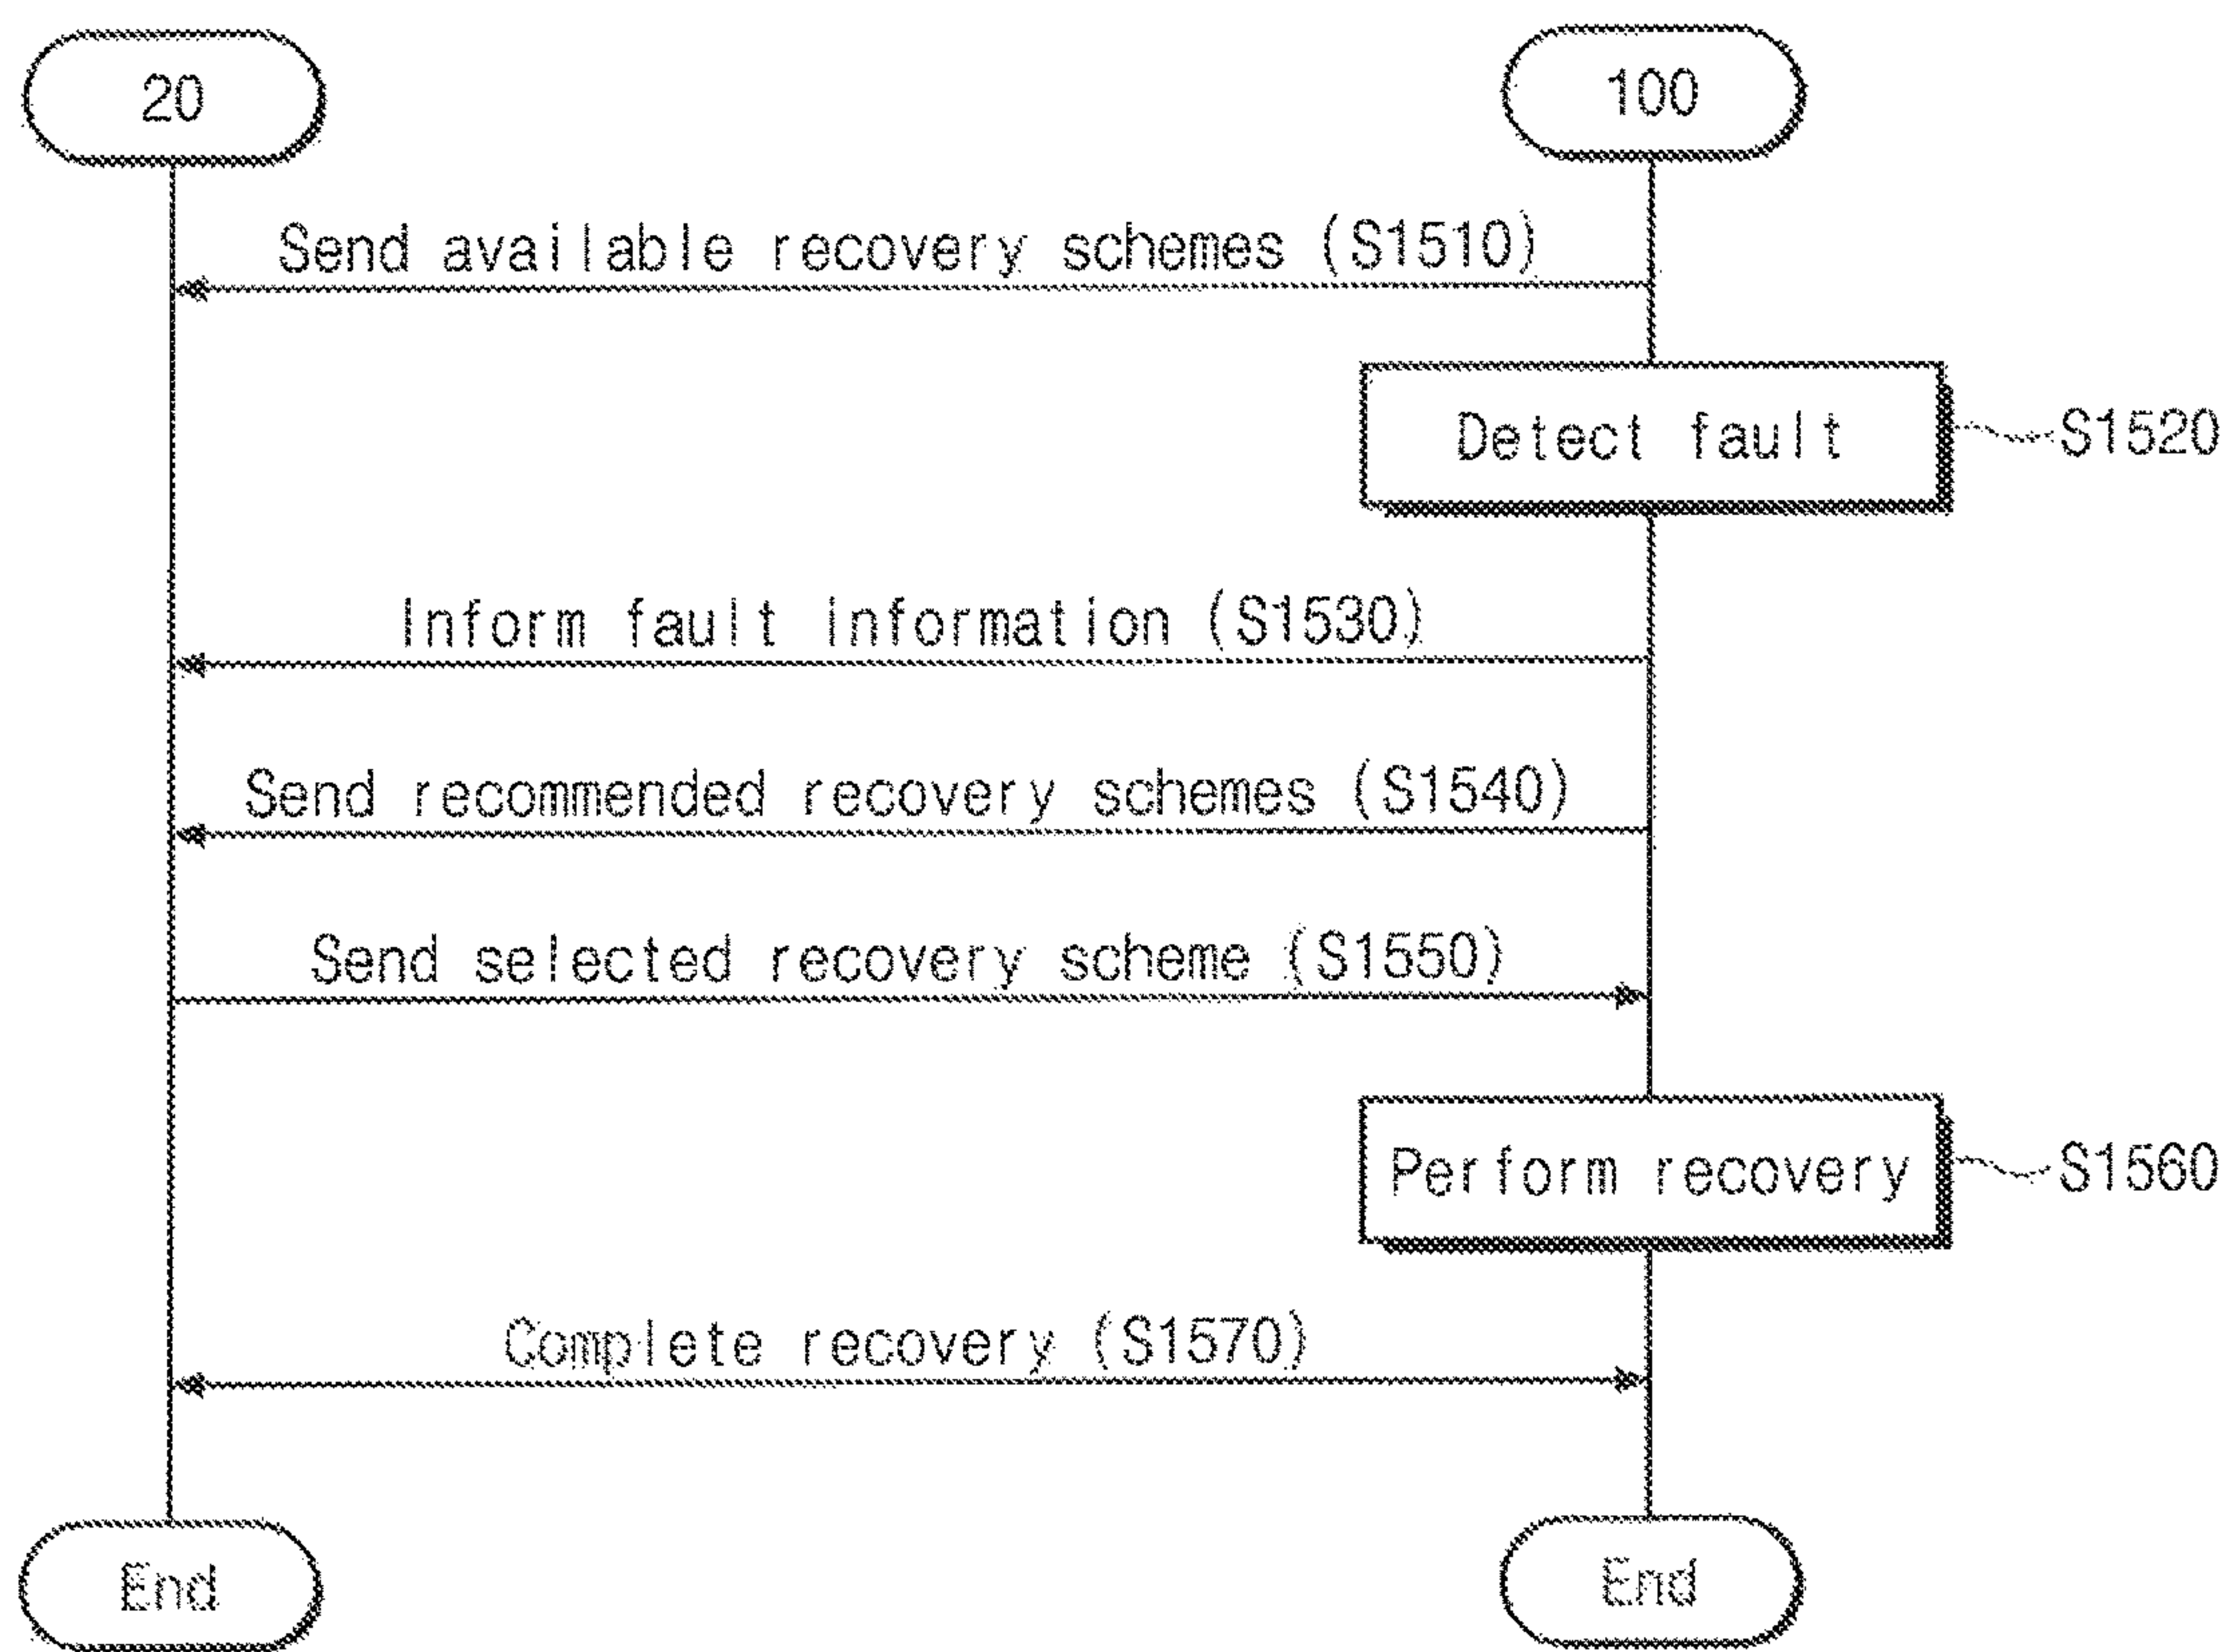 20
100
Send available recovery schemes (S1510)
Detect fault
S1520
Inform fault information (S1530)
Send recommended recovery schemes (S1540)
Send selected recovery scheme (S1550)
Perform recovery
S1560
Complete recovery (S1570)
End
End